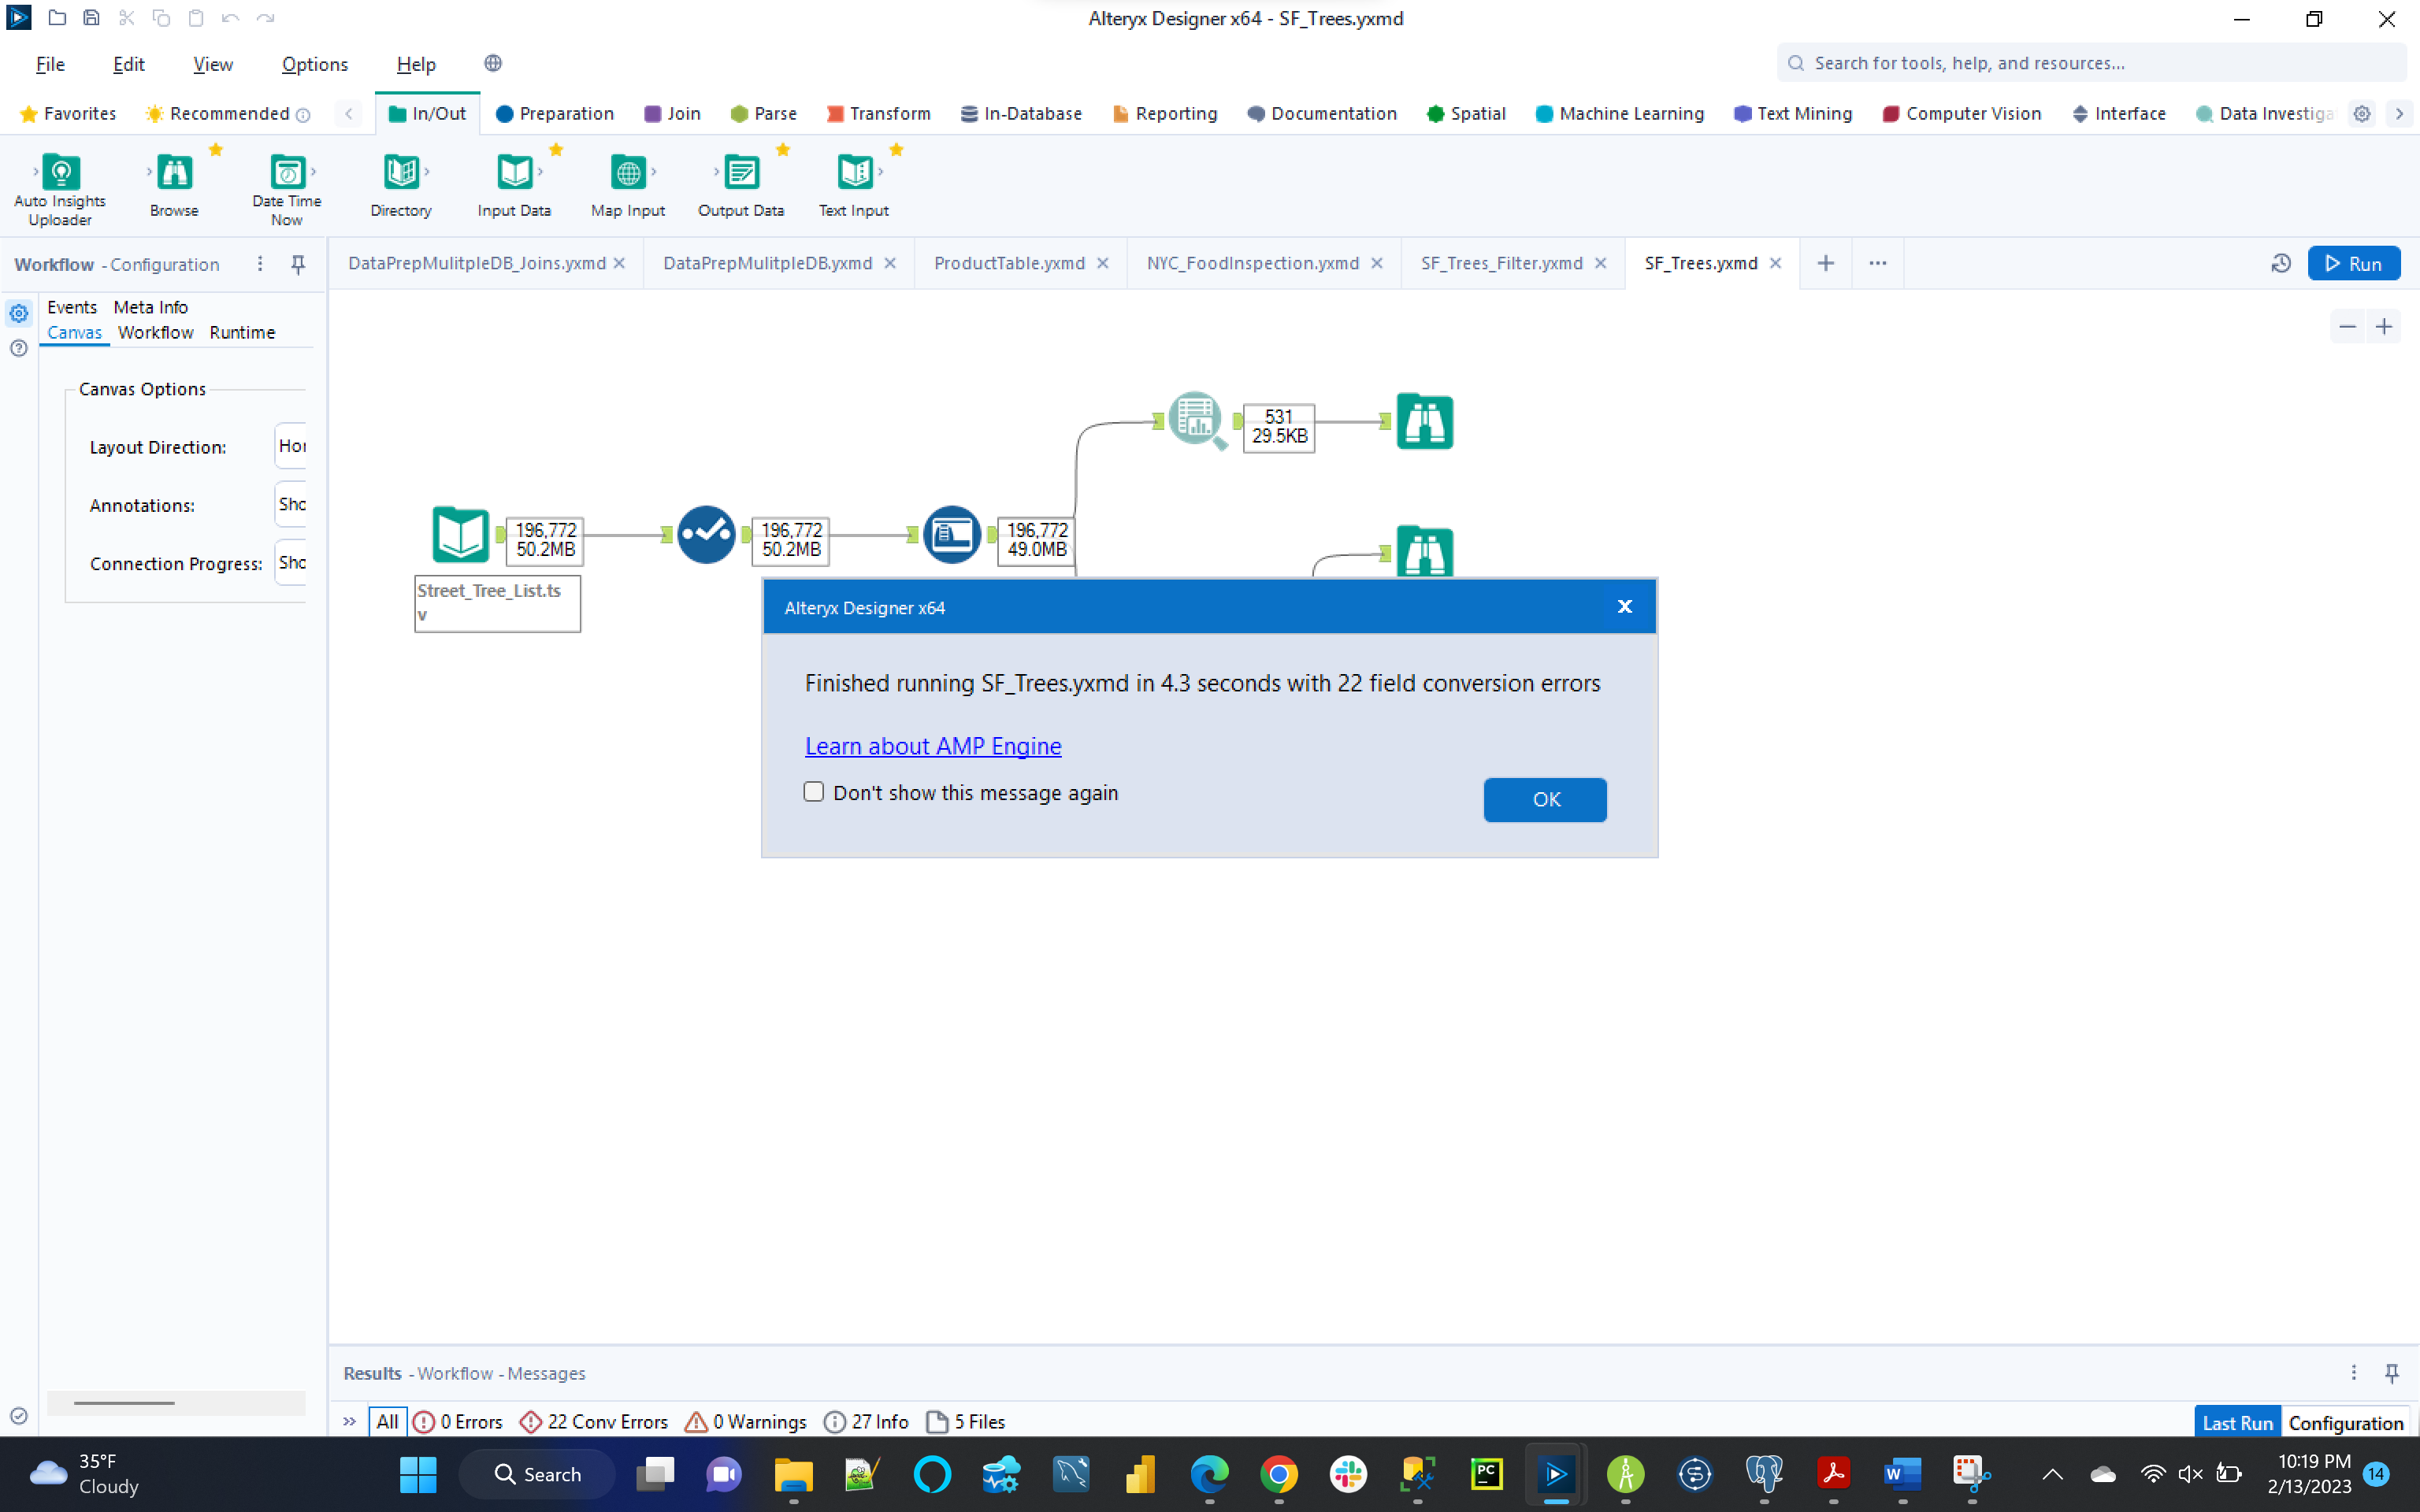 Alteryx Designer x64 - SF_Trees.yxmd
File Edit View Options Help
Search for tools, help, and resources...
Favorites Recommended In/Out Preparation Join Parse Transform In-Database Reporting Documentation Spatial Machine Learning Text Mining Computer Vision Interface Data Investiga
Auto Insights Uploader
Browse
Date Time Now
Directory
Input Data
Map Input
Output Data
Text Input
Workflow - Configuration
DataPrepMulitpleDB_Joins.yxmd DataPrepMulitpleDB.yxmd ProductTable.yxmd NYC_FoodInspection.yxmd SF_Trees_Filter.yxmd SF_Trees.yxmd
Run
Events Meta Info
Canvas Workflow Runtime
Canvas Options
Layout Direction: Hor
Annotations: Sho
Connection Progress: Sho
531
29.5KB
196,772
50.2MB
196,772
50.2MB
196,772
49.0MB
Street_Tree_List.ts
v
Alteryx Designer x64
Finished running SF_Trees.yxmd in 4.3 seconds with 22 field conversion errors
Learn about AMP Engine
Don't show this message again
OK
Results - Workflow - Messages
All 0 Errors 22 Conv Errors 0 Warnings 27 Info 5 Files
Last Run Configuration
35°F
Cloudy
Search
PC
W
10:19 PM
2/13/2023
14